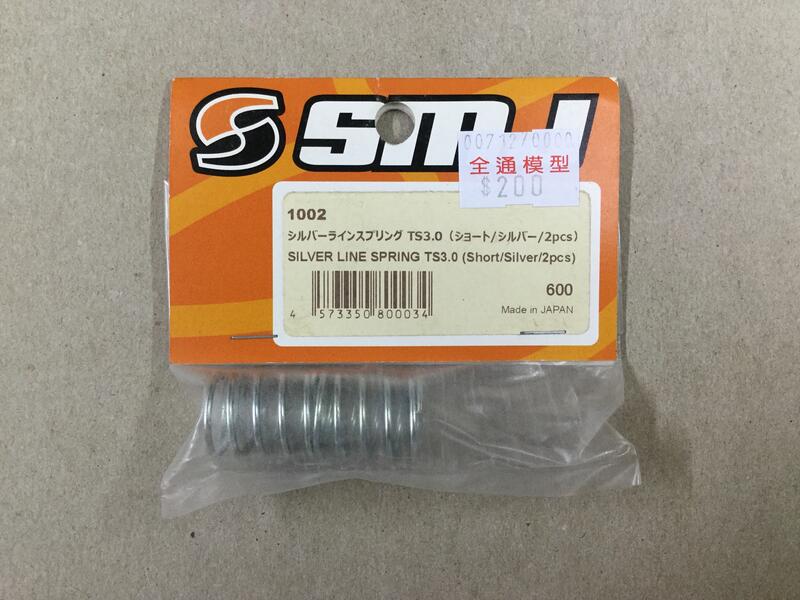 SMJ
00712/0000
全通模型
$200
1002
シルバーラインスプリング TS3.0（ショート/シルバー/2pcs）
SILVER LINE SPRING TS3.0 (Short/Silver/2pcs)
600
4 573350 800034
Made in JAPAN